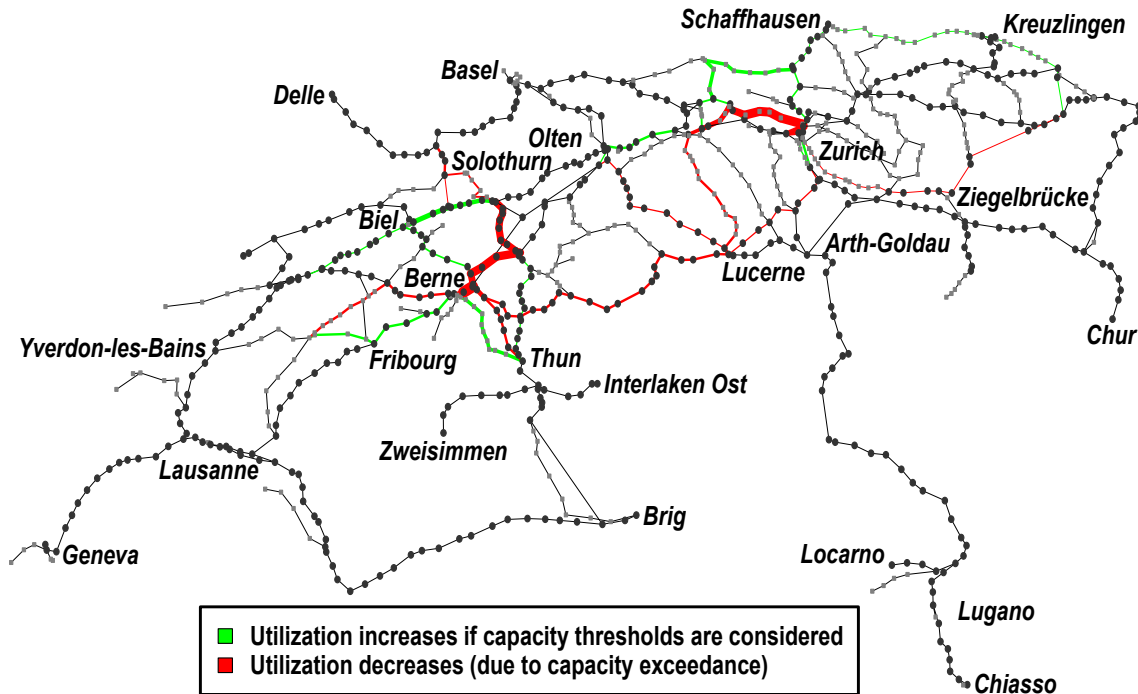 Schaffhausen
Kreuzlingen
Basel
Delle
Olten
Zurich
Solothurn
Ziegelbrücke
Biel
Arth-Goldau
Lucerne
Berne
Chur
Yverdon-les-Bains
Fribourg
Thun
Interlaken Ost
Zweisimmen
Lausanne
Brig
Geneva
Locarno
Lugano
Utilization increases if capacity thresholds are considered
Utilization decreases (due to capacity exceedance)
Chiasso